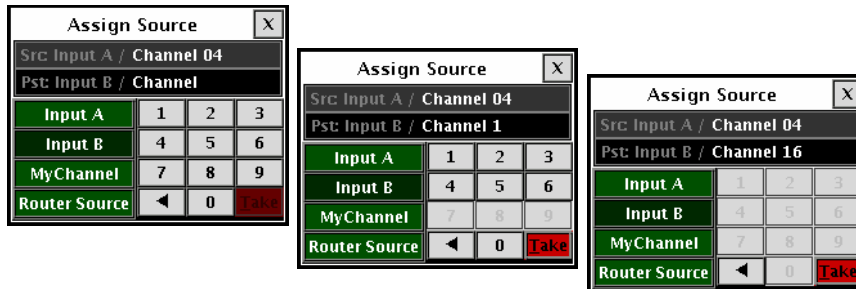 Assign Source X
Src: Input A / Channel 04
Pst: Input B / Channel
Input A 1 2 3
Input B 4 5 6
MyChannel 7 8 9
Router Source ◀ 0 Take
Assign Source X
Src: Input A / Channel 04
Pst: Input B / Channel 1
Input A 1 2 3
Input B 4 5 6
MyChannel 7 8 9
Router Source ◀ 0 Take
Assign Source X
Src: Input A / Channel 04
Pst: Input B / Channel 16
Input A 1 2 3
Input B 4 5 6
MyChannel 7 8 9
Router Source ◀ 0 Take